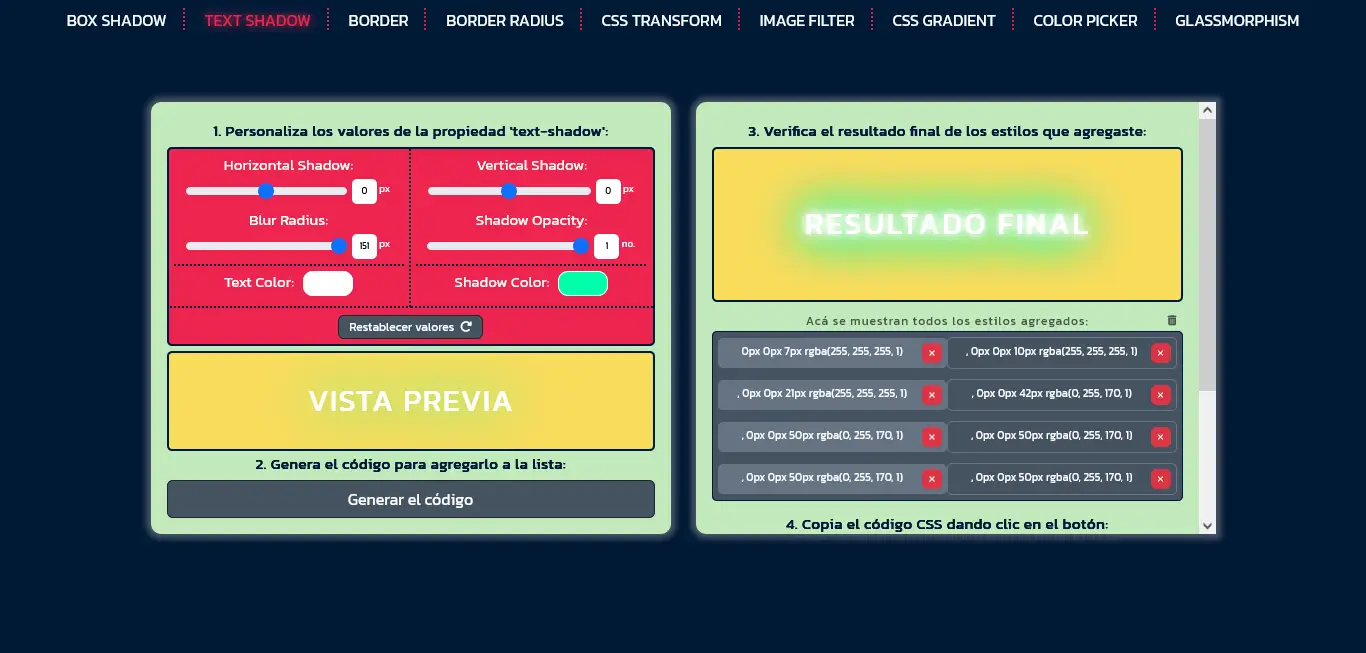 BOX SHADOW TEXT SHADOW BORDER BORDER RADIUS CSS TRANSFORM IMAGE FILTER CSS GRADIENT COLOR PICKER GLASSMORPHISM
1. Personaliza los valores de la propiedad 'text-shadow':
Horizontal Shadow:
0 px
Vertical Shadow:
0 px
Blur Radius:
151 px
Shadow Opacity:
1 no.
Text Color:
Shadow Color:
Restablecer valores
VISTA PREVIA
2. Genera el código para agregarlo a la lista:
Generar el código
3. Verifica el resultado final de los estilos que agregaste:
RESULTADO FINAL
Acá se muestran todos los estilos agregados:
0px 0px 7px rgba(255, 255, 255, 1)
, 0px 0px 10px rgba(255, 255, 255, 1)
, 0px 0px 21px rgba(255, 255, 255, 1)
, 0px 0px 42px rgba(0, 255, 170, 1)
, 0px 0px 50px rgba(0, 255, 170, 1)
, 0px 0px 50px rgba(0, 255, 170, 1)
, 0px 0px 50px rgba(0, 255, 170, 1)
, 0px 0px 50px rgba(0, 255, 170, 1)
4. Copia el código CSS dando clic en el botón: